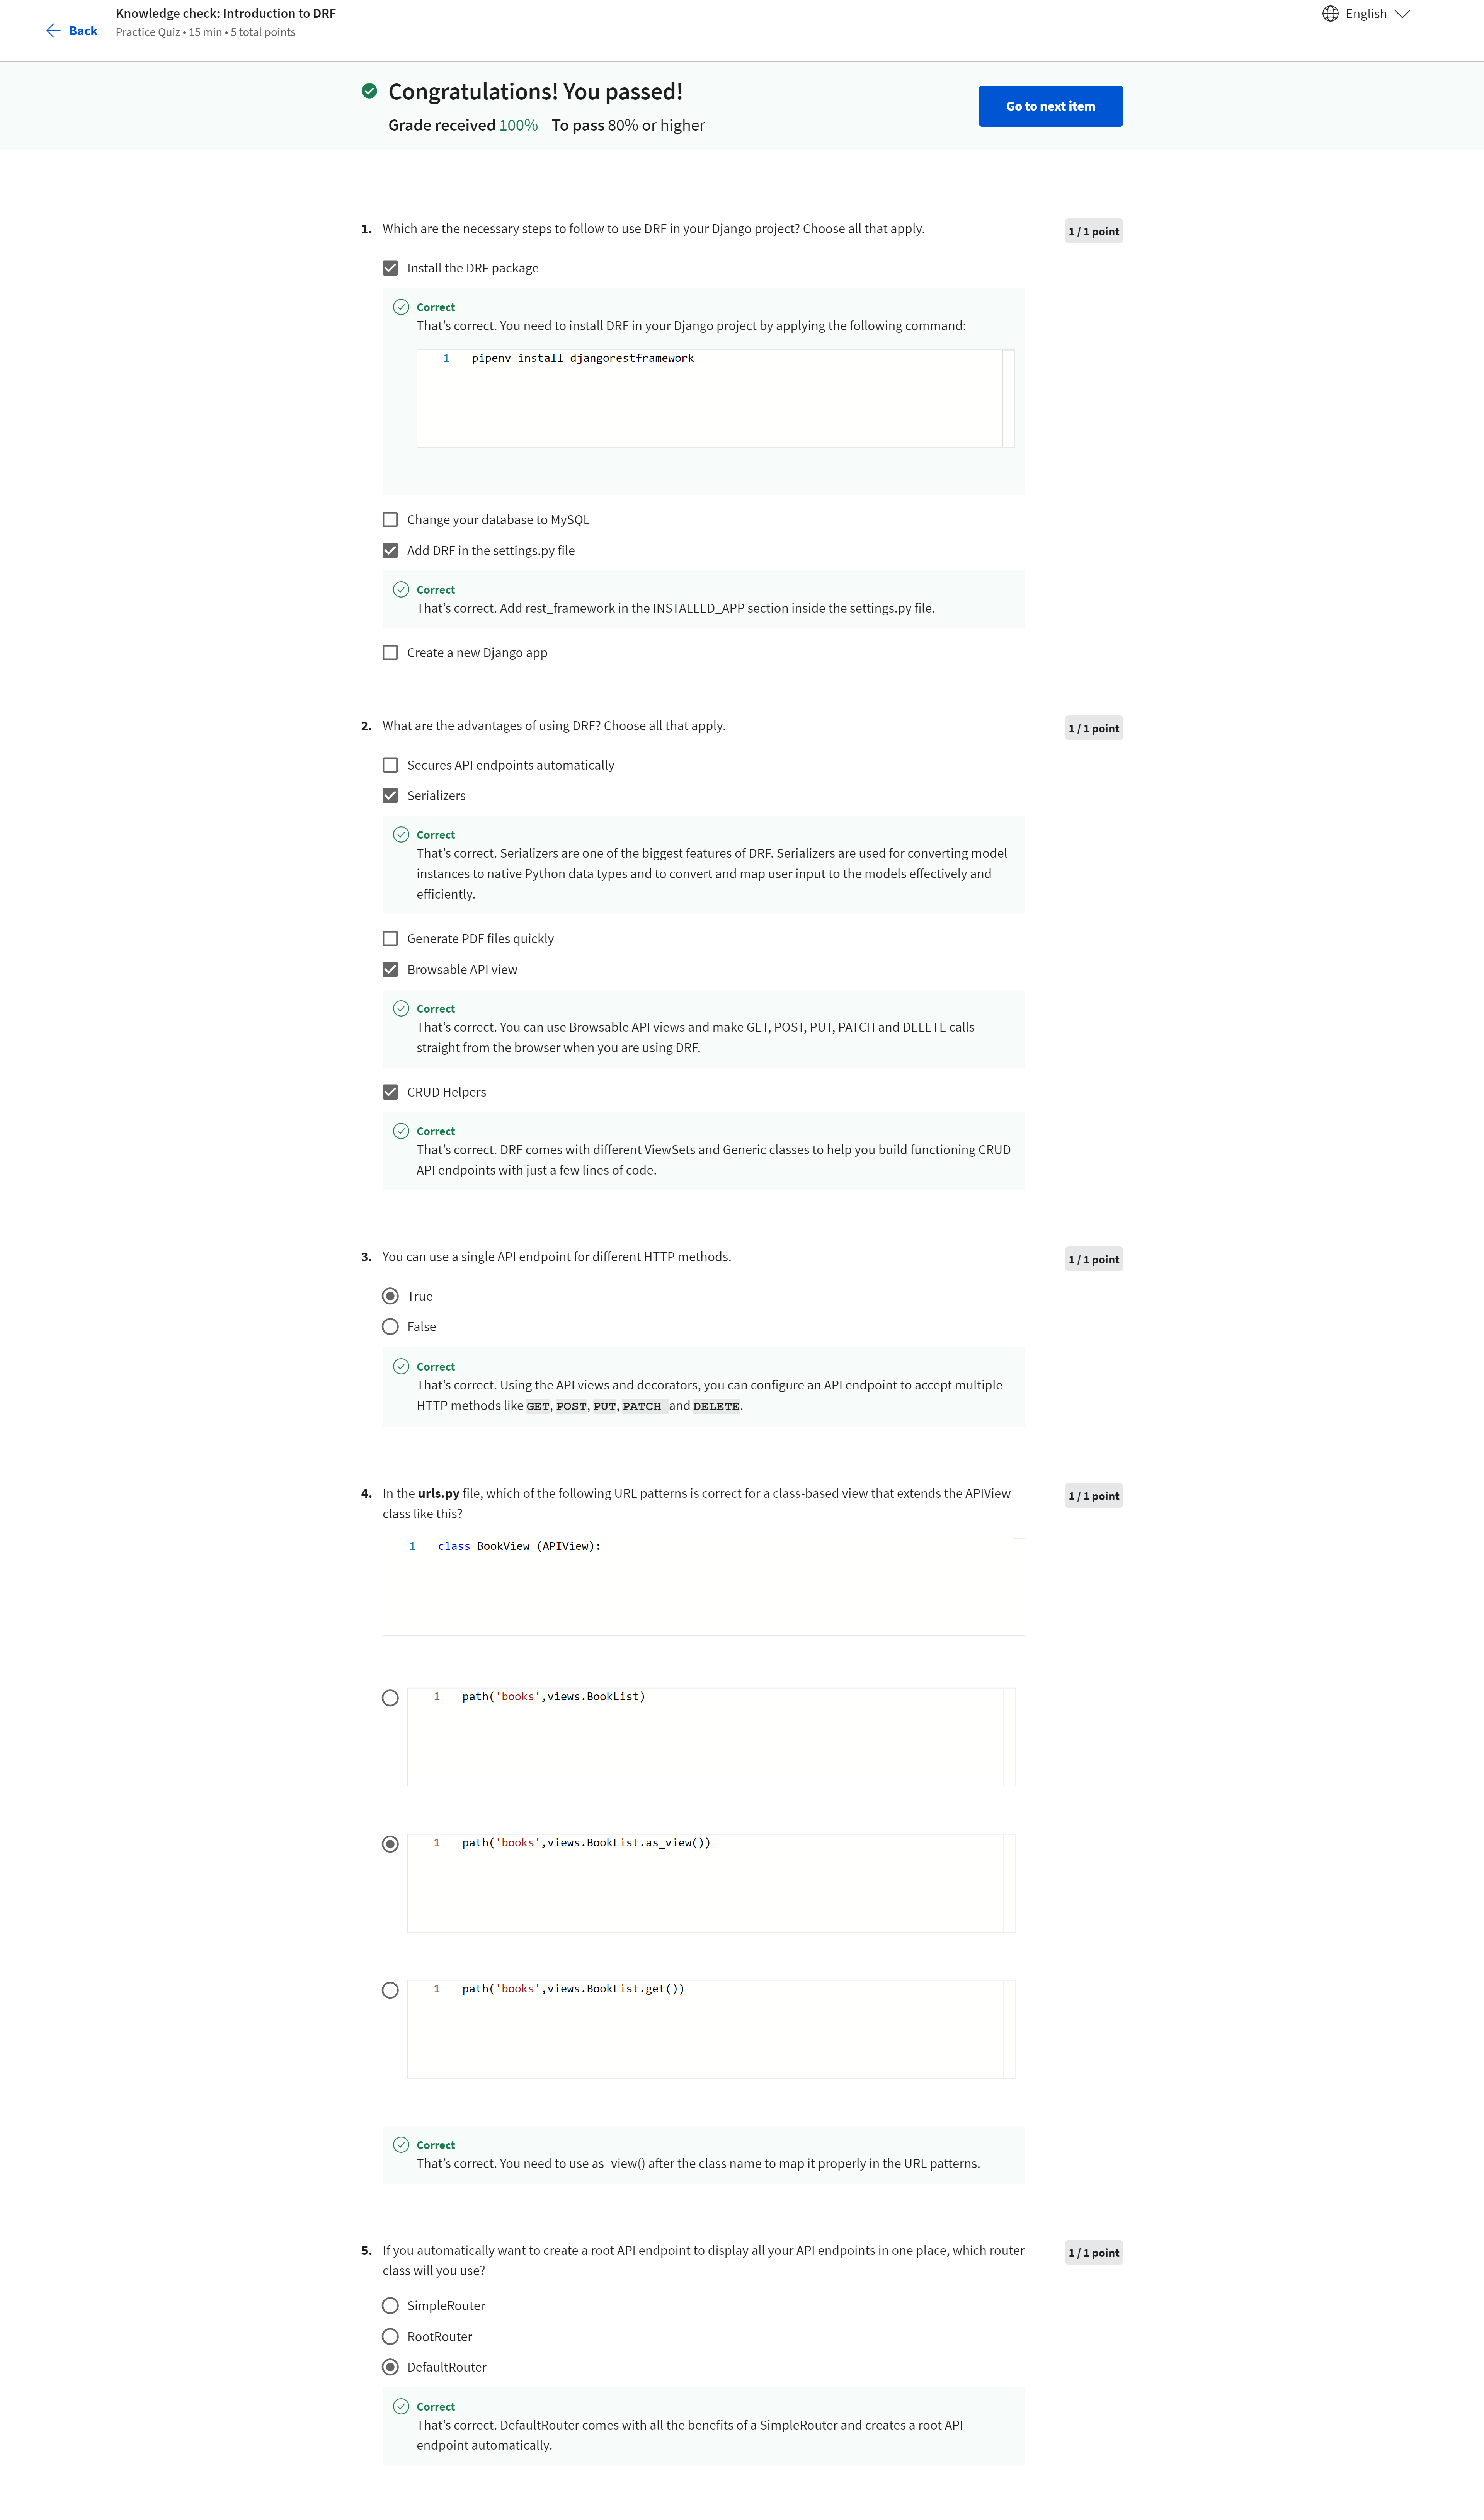 Back
Knowledge check: Introduction to DRF
Practice Quiz • 15 min • 5 total points
English
Congratulations! You passed!
Grade received 100% To pass 80% or higher
Go to next item
1. Which are the necessary steps to follow to use DRF in your Django project? Choose all that apply.
1 / 1 point
Install the DRF package
Correct
That’s correct. You need to install DRF in your Django project by applying the following command:
1 pipenv install djangorestframework
Change your database to MySQL
Add DRF in the settings.py file
Correct
That’s correct. Add rest_framework in the INSTALLED_APP section inside the settings.py file.
Create a new Django app
2. What are the advantages of using DRF? Choose all that apply.
1 / 1 point
Secures API endpoints automatically
Serializers
Correct
That’s correct. Serializers are one of the biggest features of DRF. Serializers are used for converting model
instances to native Python data types and to convert and map user input to the models effectively and
efficiently.
Generate PDF files quickly
Browsable API view
Correct
That’s correct. You can use Browsable API views and make GET, POST, PUT, PATCH and DELETE calls
straight from the browser when you are using DRF.
CRUD Helpers
Correct
That’s correct. DRF comes with different ViewSets and Generic classes to help you build functioning CRUD
API endpoints with just a few lines of code.
3. You can use a single API endpoint for different HTTP methods.
1 / 1 point
True
False
Correct
That’s correct. Using the API views and decorators, you can configure an API endpoint to accept multiple
HTTP methods like GET, POST, PUT, PATCH and DELETE.
4. In the urls.py file, which of the following URL patterns is correct for a class-based view that extends the APIView
class like this?
1 / 1 point
1 class BookView (APIView):
1 path('books',views.BookList)
1 path('books',views.BookList.as_view())
1 path('books',views.BookList.get())
Correct
That’s correct. You need to use as_view() after the class name to map it properly in the URL patterns.
5. If you automatically want to create a root API endpoint to display all your API endpoints in one place, which router
class will you use?
1 / 1 point
SimpleRouter
RootRouter
DefaultRouter
Correct
That’s correct. DefaultRouter comes with all the benefits of a SimpleRouter and creates a root API
endpoint automatically.